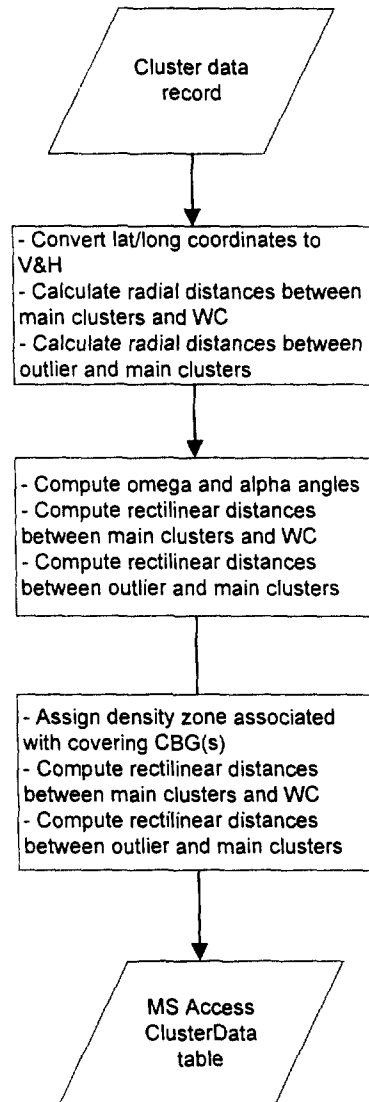 Cluster data
record
- Convert lat/long coordinates to
V&H
- Calculate radial distances between
main clusters and WC
- Calculate radial distances between
outlier and main clusters
- Compute omega and alpha angles
- Compute rectilinear distances
between main clusters and WC
- Compute rectilinear distances
between outlier and main clusters
- Assign density zone associated
with covering CBG(s)
- Compute rectilinear distances
between main clusters and WC
- Compute rectilinear distances
between outlier and main clusters
MS Access
ClusterData
table